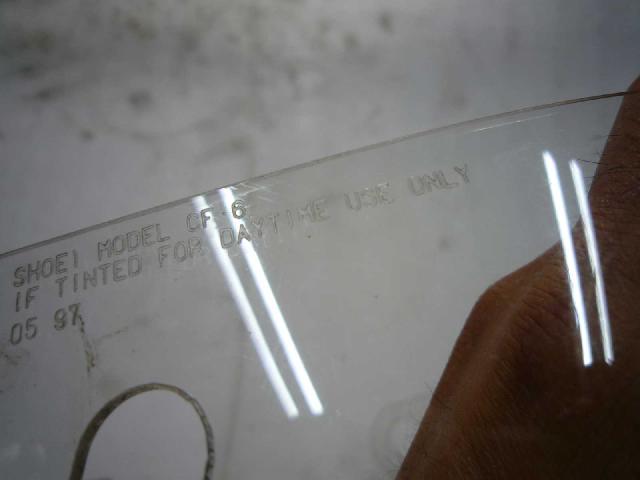 SHOEI MODEL CF-6
IF TINTED FOR DAYTIME USE ONLY
05 97